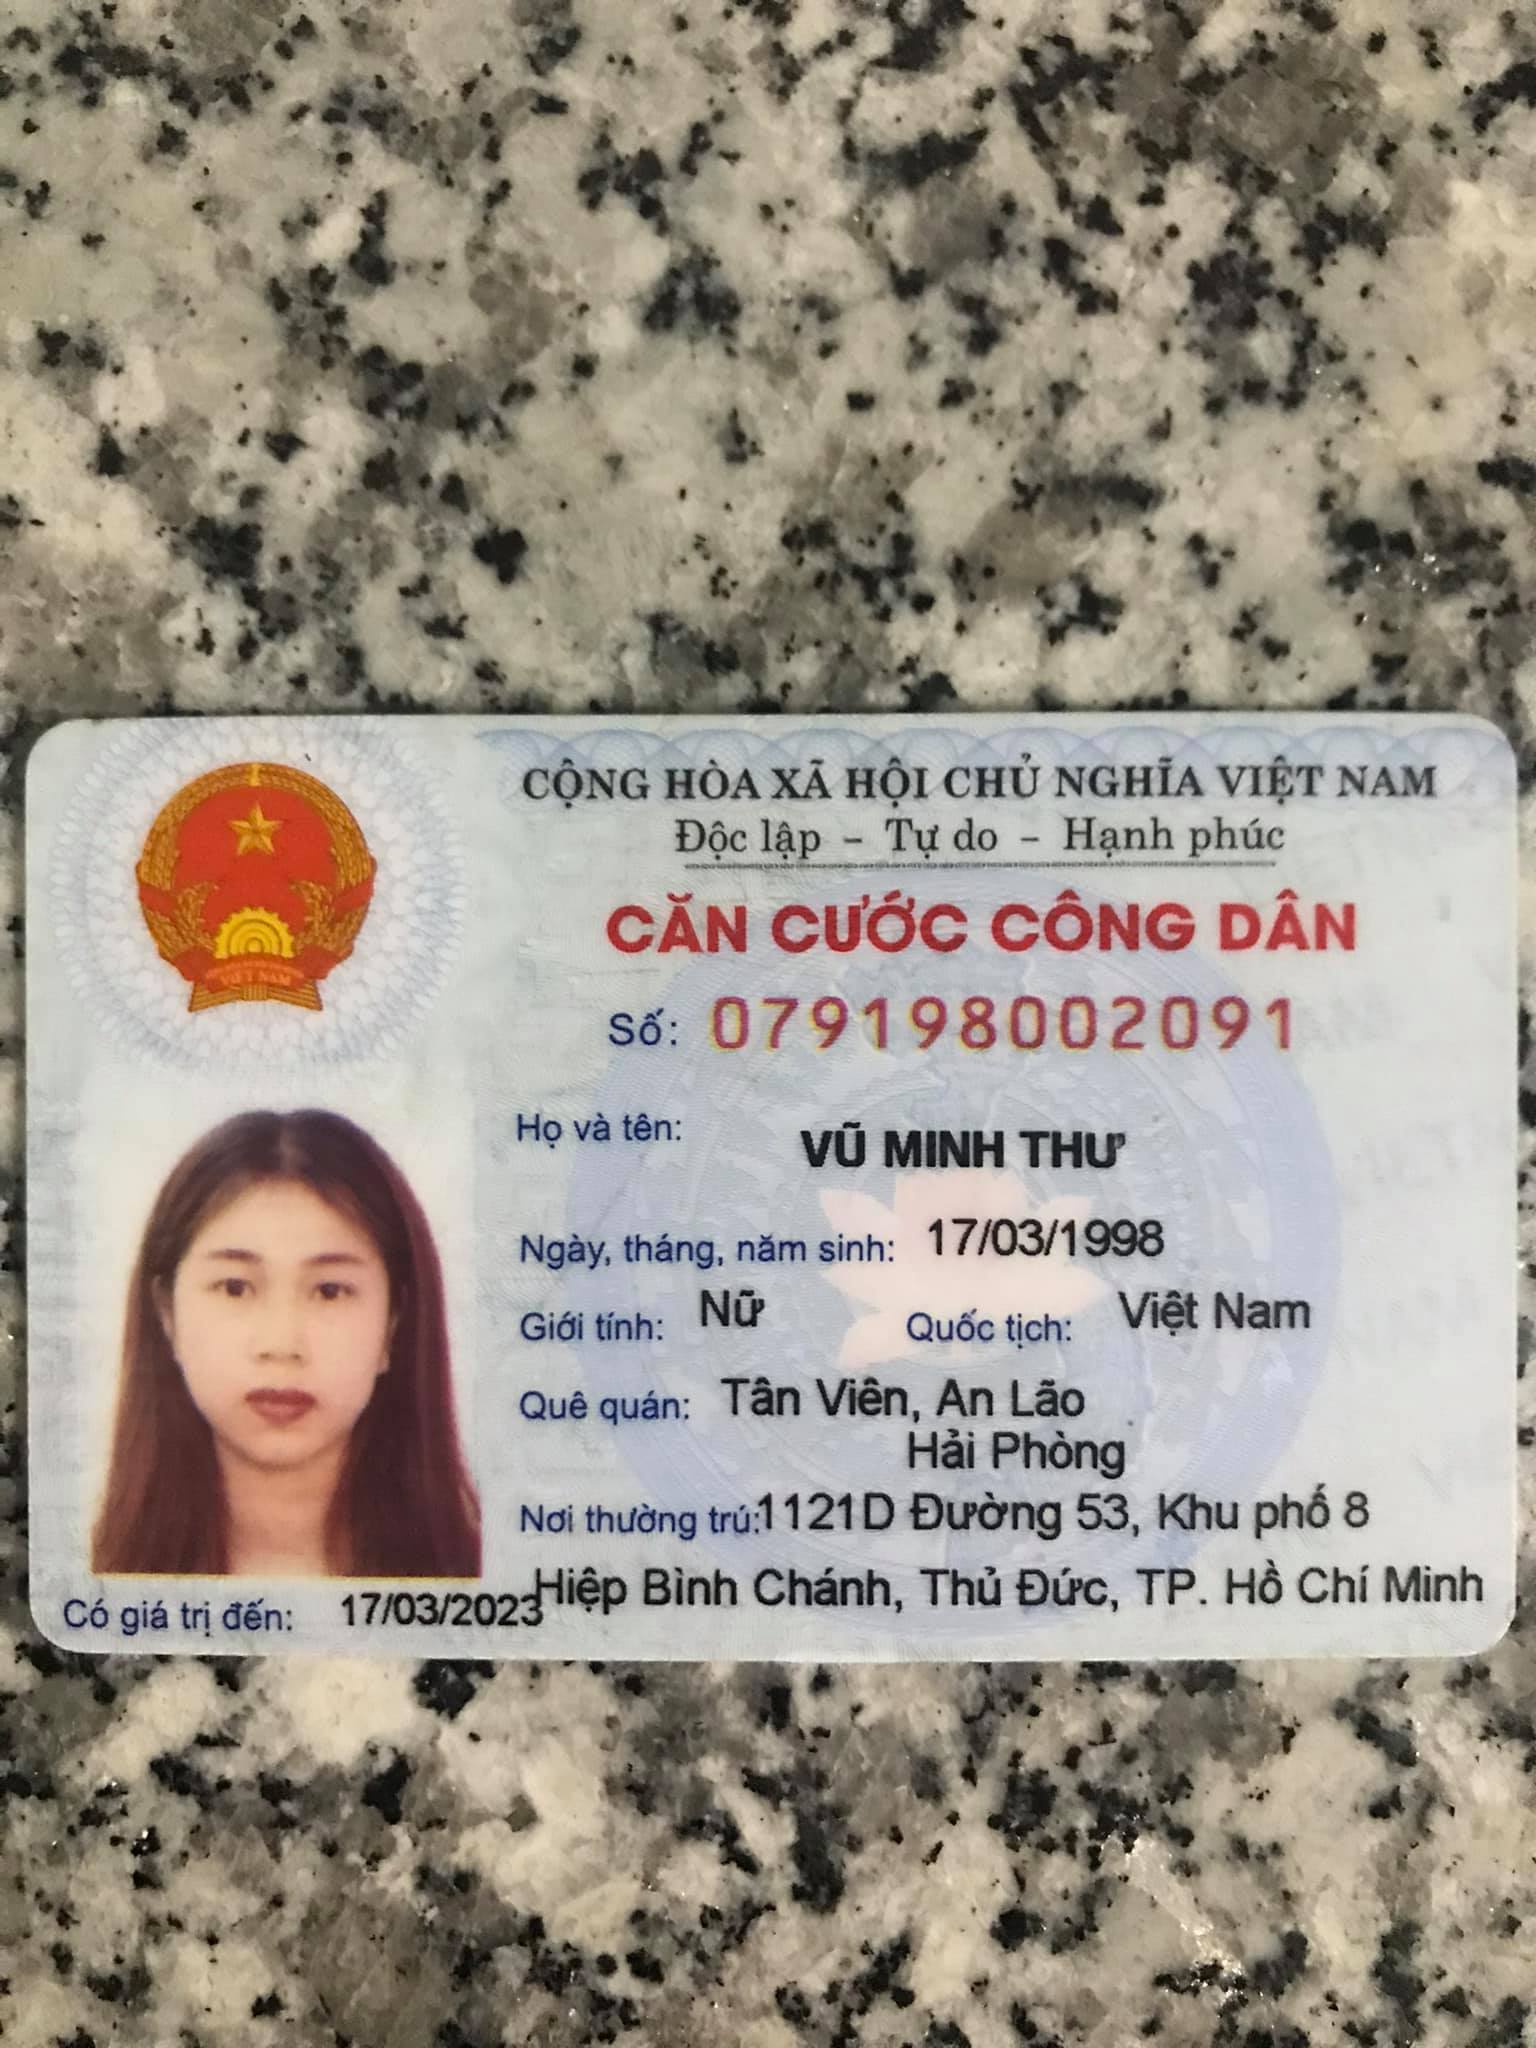 CỘNG HÒA XÃ HỘI CHỦ NGHĨA VIỆT NAM
Độc lập - Tự do - Hạnh phúc
CĂN CƯỚC CÔNG DÂN
Số: 079198002091
Họ và tên: VŨ MINH THƯ
Ngày, tháng, năm sinh: 17/03/1998
Giới tính: Nữ Quốc tịch: Việt Nam
Quê quán: Tân Viên, An Lão
Hải Phòng
Nơi thường trú: 1121D Đường 53, Khu phố 8
Hiệp Bình Chánh, Thủ Đức, TP. Hồ Chí Minh
Có giá trị đến: 17/03/2023
VIỆT NAM